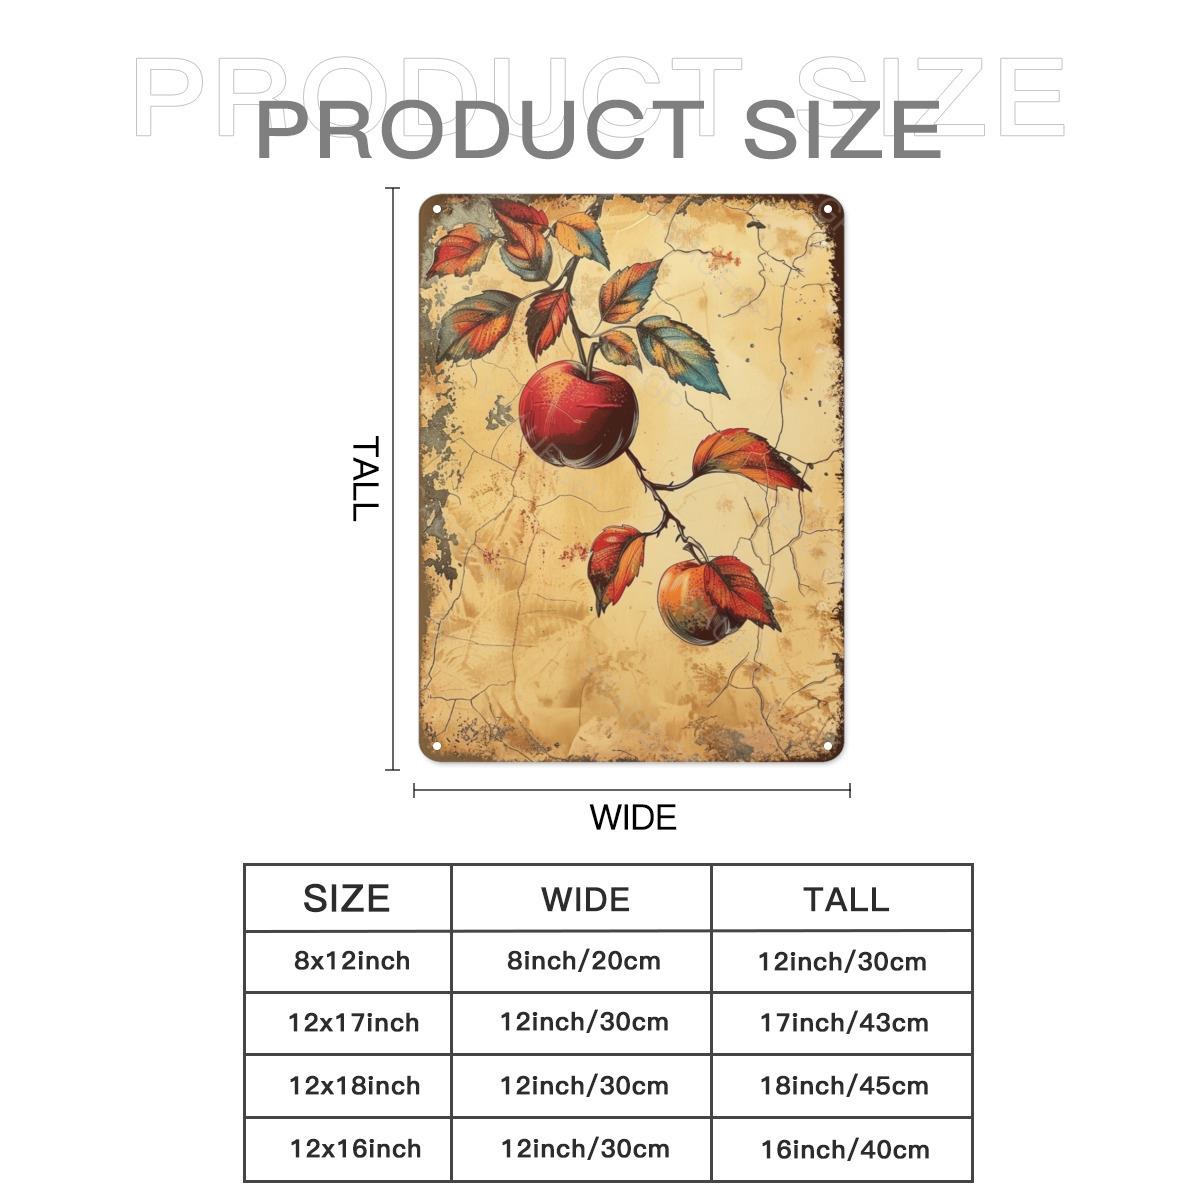 PRODUCT SIZE
PRODUCT SIZE
TALL
WIDE
SIZE WIDE TALL
8x12inch 8inch/20cm 12inch/30cm
12x17inch 12inch/30cm 17inch/43cm
12x18inch 12inch/30cm 18inch/45cm
12x16inch 12inch/30cm 16inch/40cm